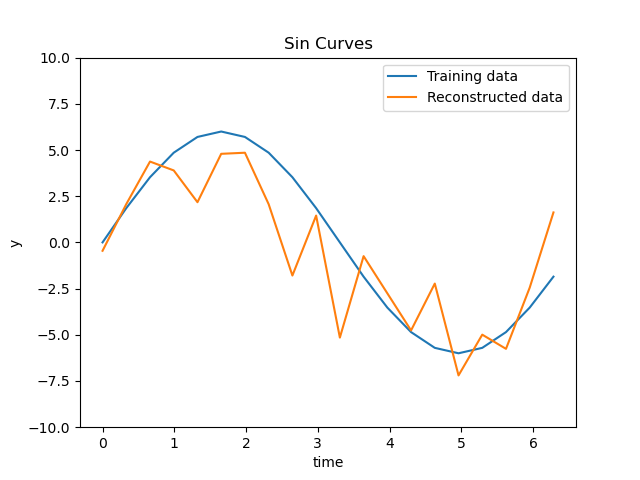 Sin Curves
Training data
Reconstructed data
10.0
7.5
5.0
2.5
0.0
−2.5
−5.0
−7.5
−10.0
y
0 1 2 3 4 5 6
time